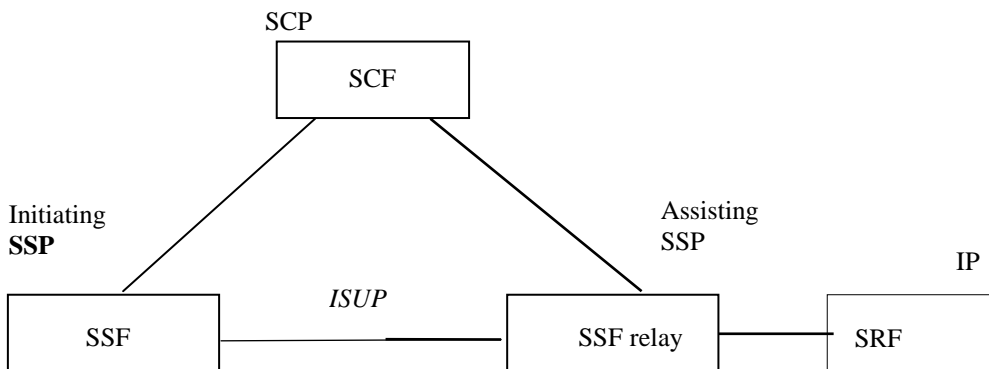 SCP
SCF
Initiating
SSP
Assisting
SSP
IP
ISUP
SSF
SSF relay
SRF